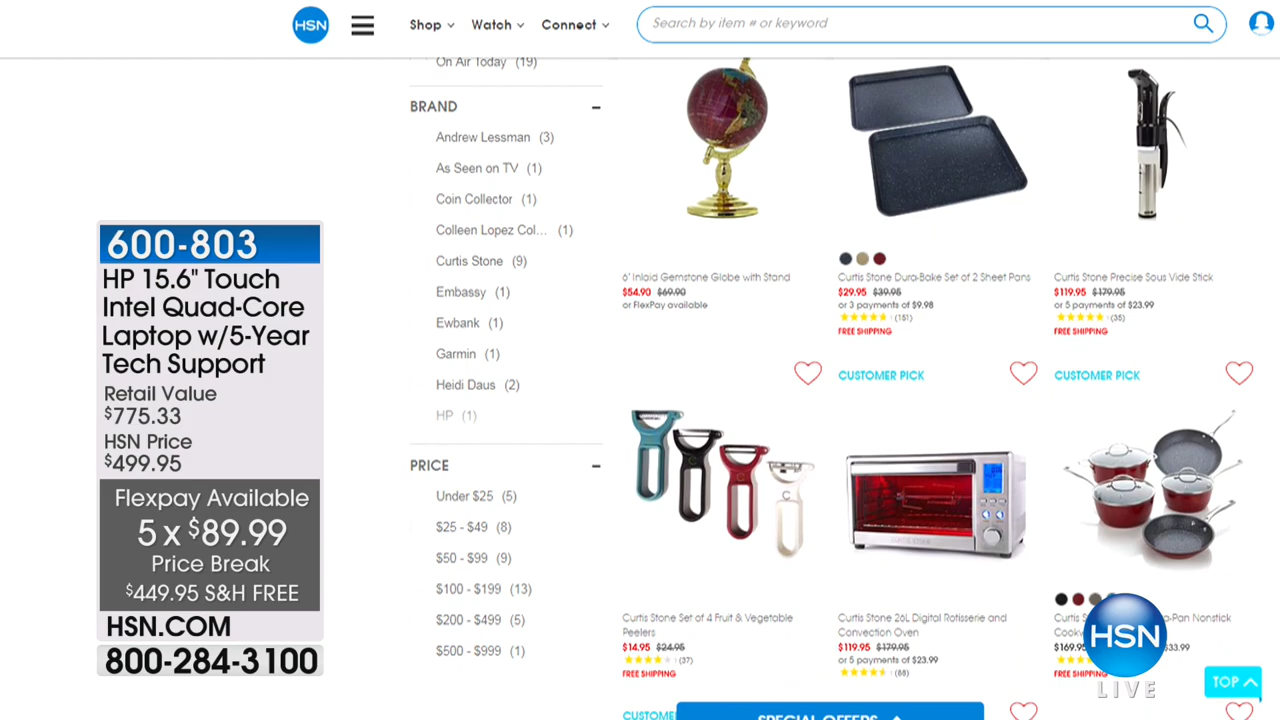 HSN
Shop
Watch
Connect
Search by item # or keyword
600-803
HP 15.6" Touch
Intel Quad-Core
Laptop w/5-Year
Tech Support
Retail Value
$775.33
HSN Price
$499.95
Flexpay Available
5 x $89.99
Price Break
$449.95 S&H FREE
HSN.COM
800-284-3100
On Air Today (19)
BRAND
Andrew Lessman (3)
As Seen on TV (1)
Coin Collector (1)
Colleen Lopez Col... (1)
Curtis Stone (9)
Embassy (1)
Ewbank (1)
Garmin (1)
Heidi Daus (2)
HP (1)
PRICE
Under $25 (5)
$25 - $49 (8)
$50 - $99 (9)
$100 - $199 (13)
$200 - $499 (5)
$500 - $999 (1)
6" Inlaid Gemstone Globe with Stand
$54.90 $69.90
or FlexPay available
Curtis Stone Dura-Bake Set of 2 Sheet Pans
$29.95 $39.95
or 3 payments of $9.98
(151)
FREE SHIPPING
Curtis Stone Precise Sous Vide Stick
$119.95 $179.95
or 5 payments of $23.99
(35)
FREE SHIPPING
CUSTOMER PICK
CUSTOMER PICK
Curtis Stone Set of 4 Fruit & Vegetable
Peelers
$14.95 $24.95
(37)
FREE SHIPPING
Curtis Stone 26L Digital Rotisserie and
Convection Oven
$119.95 $179.95
or 5 payments of $23.99
(88)
-Pan Nonstick
$169.95
$33.99
FREE SHIPPING
HSN
LIVE
TOP
CUSTOME
SPECIAL OFFERS